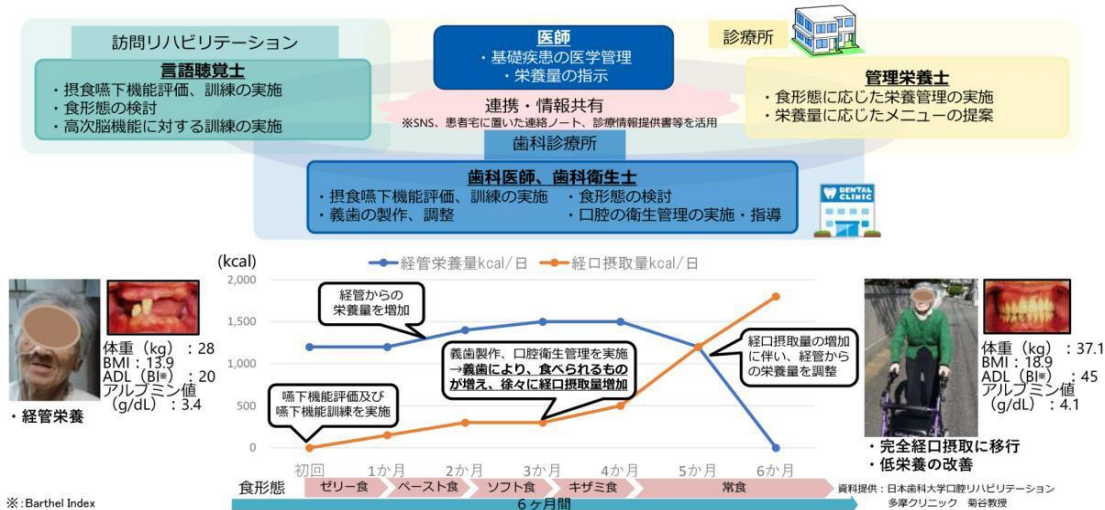 訪問リハビリテーション
言語聴覚士
・摂食嚥下機能評価、訓練の実施
・食形態の検討
・高次脳機能に対する訓練の実施
医師
・基礎疾患の医学管理
・栄養量の指示
診療所
管理栄養士
・食形態に応じた栄養管理の実施
・栄養量に応じたメニューの提案
連携・情報共有
※SNS、患者宅に置いた連絡ノート、診療情報提供書等を活用
歯科診療所
歯科医師、歯科衛生士
・摂食嚥下機能評価、訓練の実施
・義歯の製作、調整
・食形態の検討
・口腔の衛生管理の実施・指導
DENTAL
CLINIC
体重（kg）：28
BMI：13.9
ADL（BI※）：20
アルブミン値
（g/dL）：3.4
・経管栄養
(kcal)
経管栄養量kcal/日
経口摂取量kcal/日
2,000
1,500
1,000
500
0
経管からの
栄養量を増加
義歯製作、口腔衛生管理を実施
→義歯により、食べられるもの
が増え、徐々に経口摂取量増加
嚥下機能評価及び
嚥下機能訓練を実施
経口摂取量の増加
に伴い、経管から
の栄養量を調整
初回 1か月 2か月 3か月 4か月 5か月 6か月
食形態
ゼリー食 ペースト食 ソフト食 キザミ食 常食
6ヶ月間
体重（kg）：37.1
BMI：18.9
ADL（BI※）：45
アルブミン値
（g/dL）：4.1
・完全経口摂取に移行
・低栄養の改善
資料提供：日本歯科大学口腔リハビリテーション
多摩クリニック 菊谷教授
※：Barthel Index